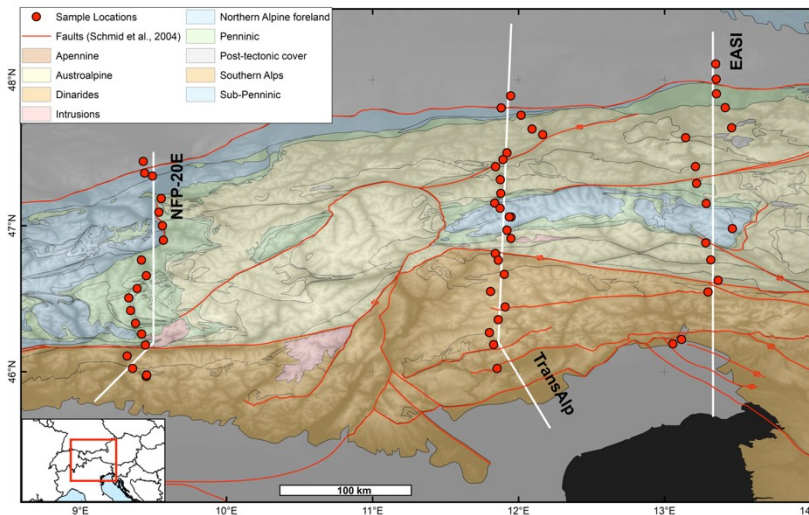 Sample Locations
Faults (Schmid et al., 2004)
Apennine
Austroalpine
Dinarides
Intrusions
Northern Alpine foreland
Penninic
Post-tectonic cover
Southern Alps
Sub-Penninic
NFP-20E
TransAlp
EASI
48°N
47°N
46°N
100 km
9°E
10°E
11°E
12°E
13°E